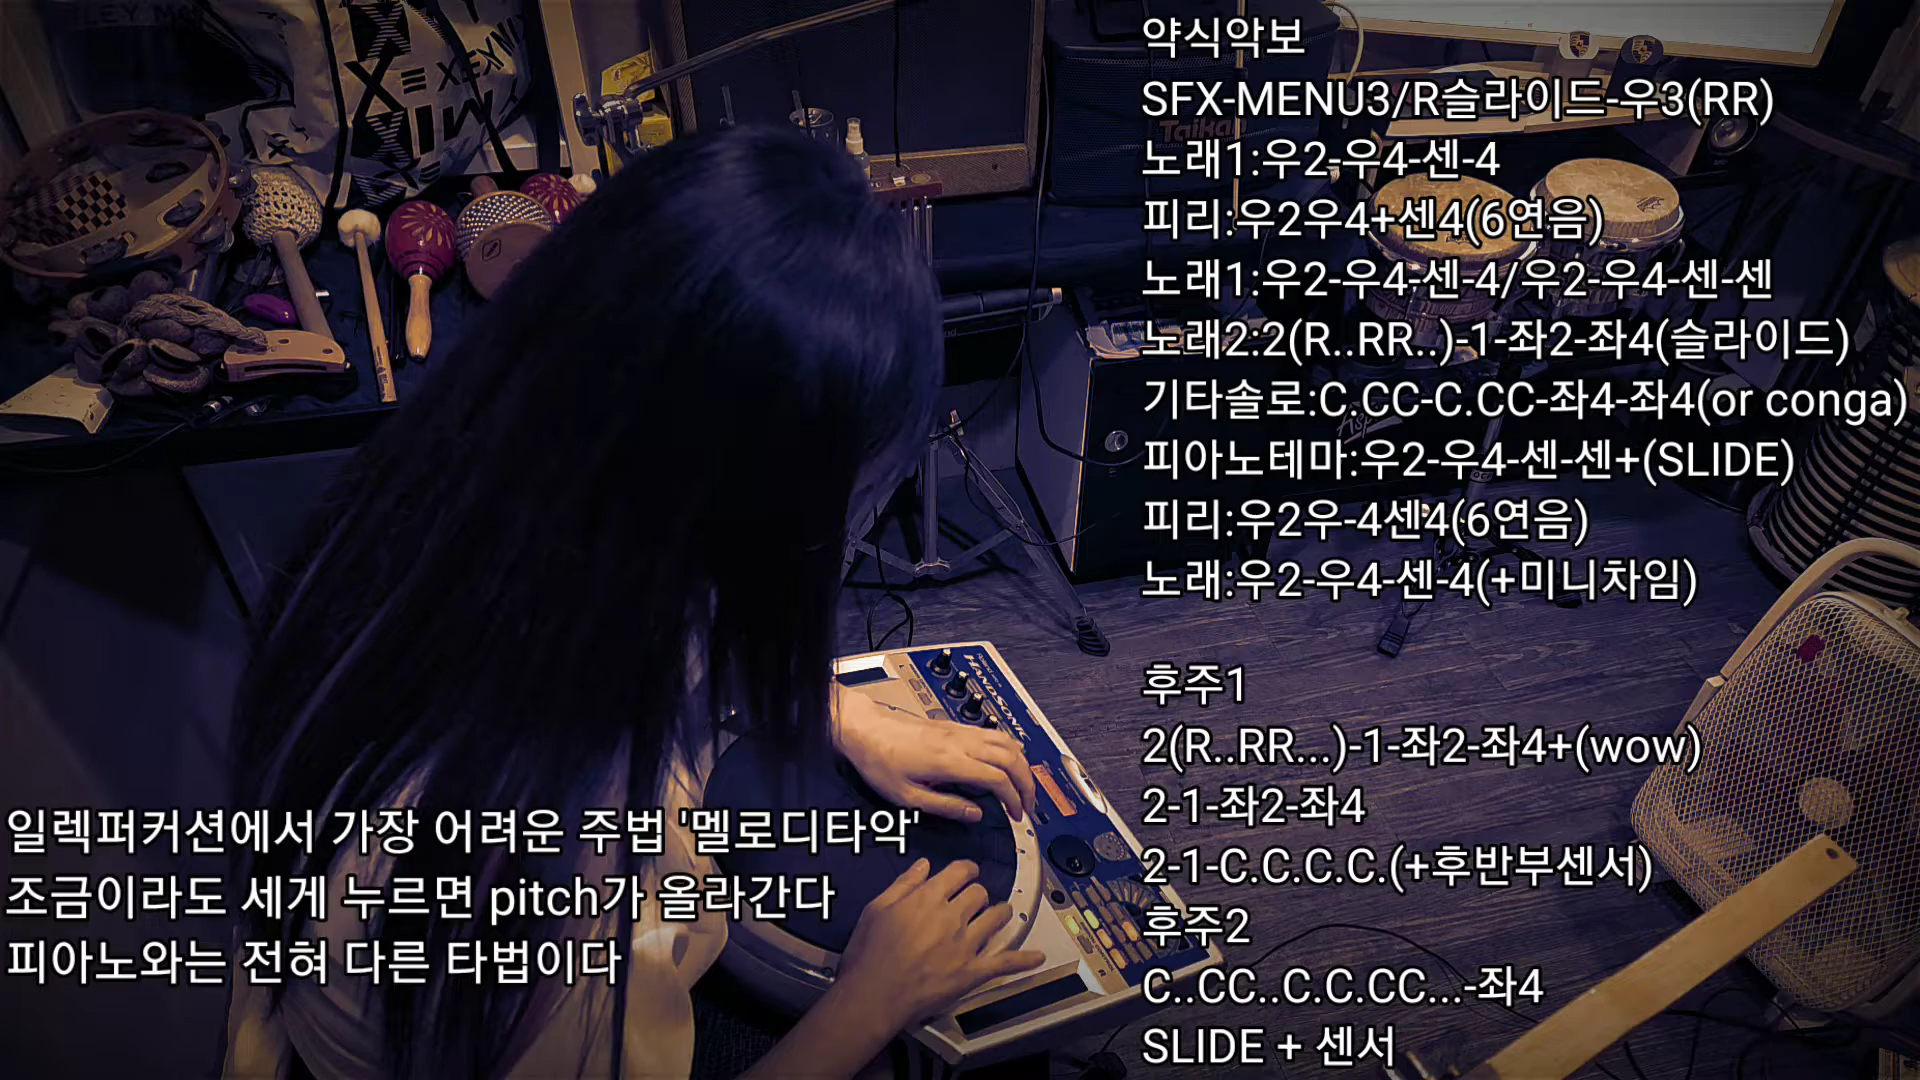 약식악보
SFX-MENU3/R슬라이드-우3(RR)
노래1:우2-우4-센-4
피리:우2우4+센4(6연음)
노래1:우2-우4-센-4/우2-우4-센-센
노래2:2(R..RR..)-1-좌2-좌4(슬라이드)
기타솔로:C.CC-C.CC-좌4-좌4(or conga)
피아노테마:우2-우4-센-센+(SLIDE)
피리:우2우-4센4(6연음)
노래:우2-우4-센-4(+미니차임)
후주1
2(R..RR...)-1-좌2-좌4+(wow)
2-1-좌2-좌4
2-1-C.C.C.C.(+후반부센서)
후주2
C..CC..C.C.CC...-좌4
SLIDE + 센서
일렉퍼커션에서 가장 어려운 주법 '멜로디타악'
조금이라도 세게 누르면 pitch가 올라간다
피아노와는 전혀 다른 타법이다
Taikan
Roland
HANDSONIC